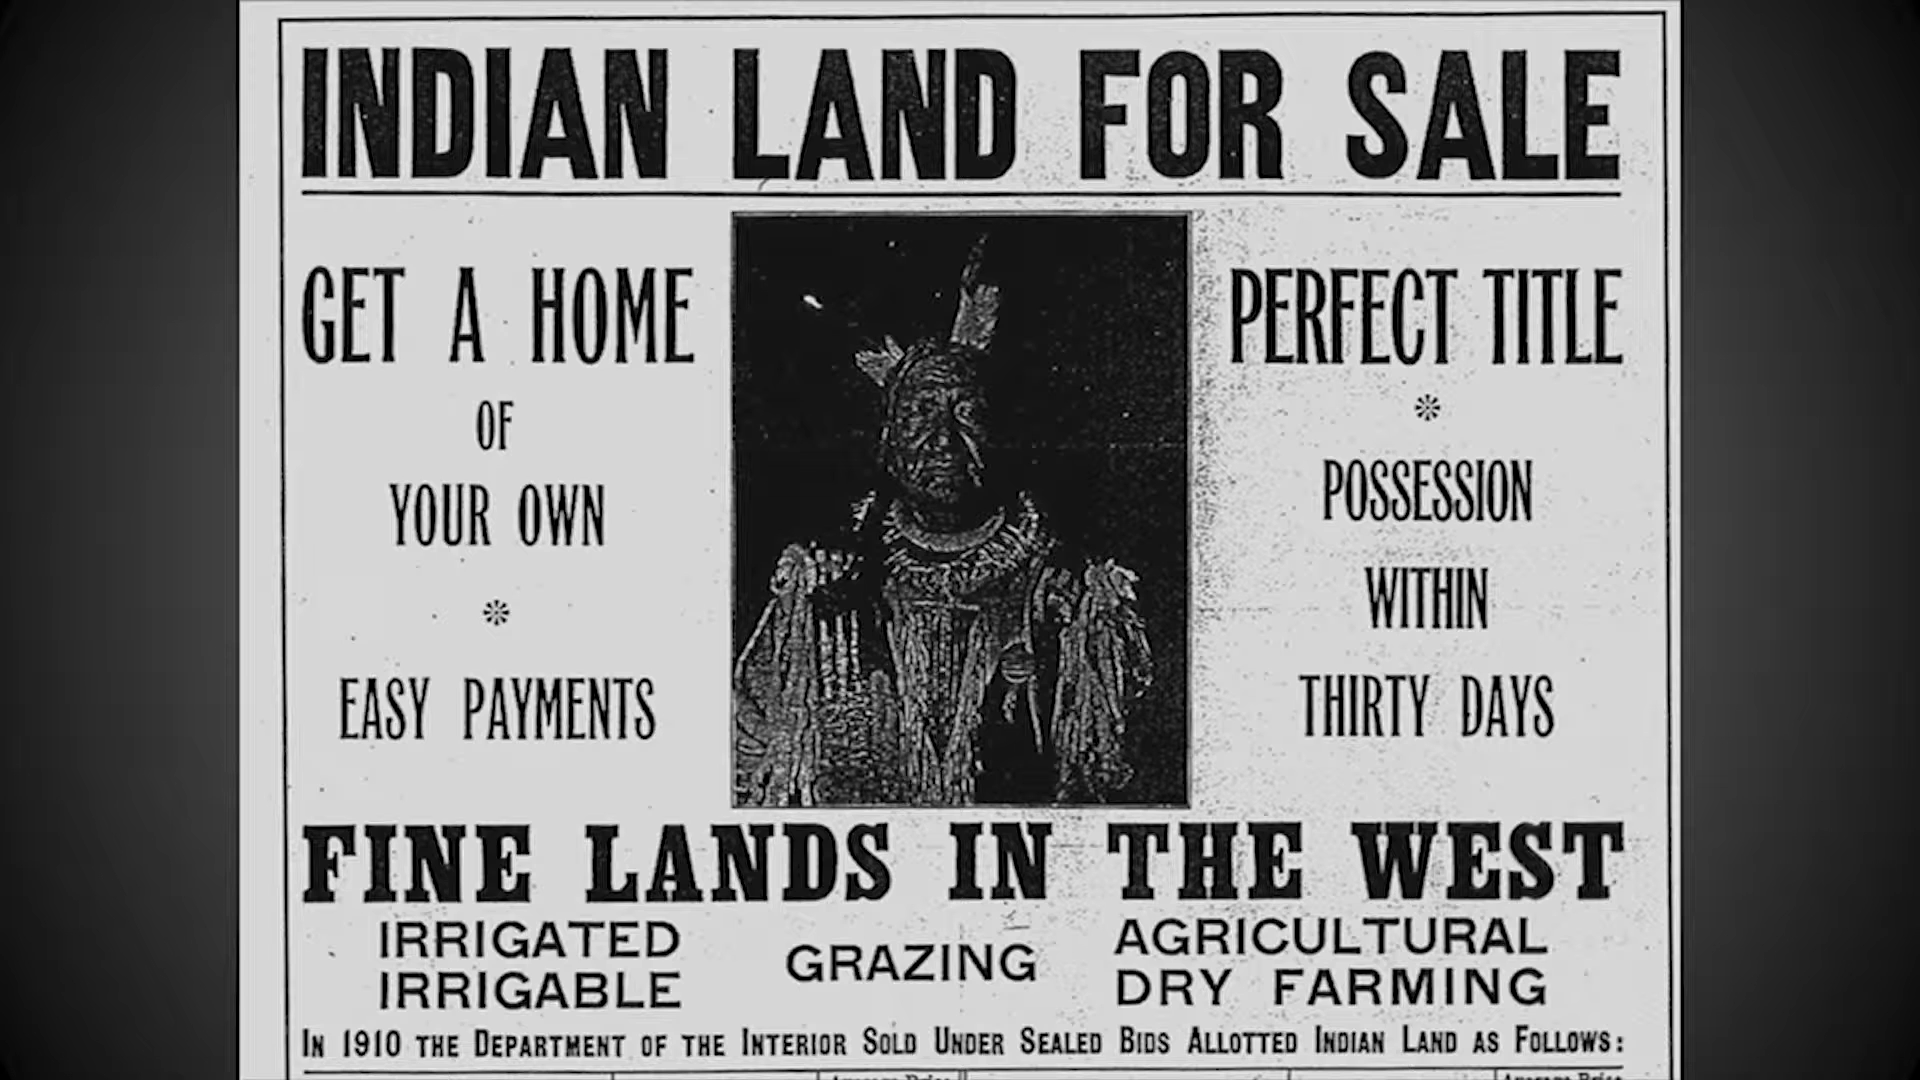 INDIAN LAND FOR SALE
GET A HOME
OF
YOUR OWN
EASY PAYMENTS
PERFECT TITLE
POSSESSION
WITHIN
THIRTY DAYS
FINE LANDS IN THE WEST
IRRIGATED
IRRIGABLE
GRAZING
AGRICULTURAL
DRY FARMING
IN 1910 THE DEPARTMENT OF THE INTERIOR SOLD UNDER SEALED BIDS ALLOTTED INDIAN LAND AS FOLLOWS: